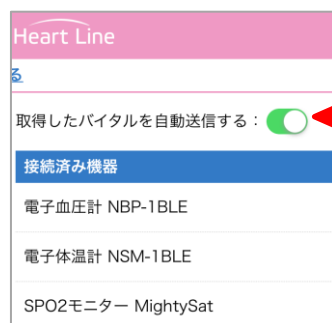 Heart Line
る
取得したバイタルを自動送信する：
接続済み機器
電子血圧計 NBP-1BLE
電子体温計 NSM-1BLE
SPO2モニター MightySat